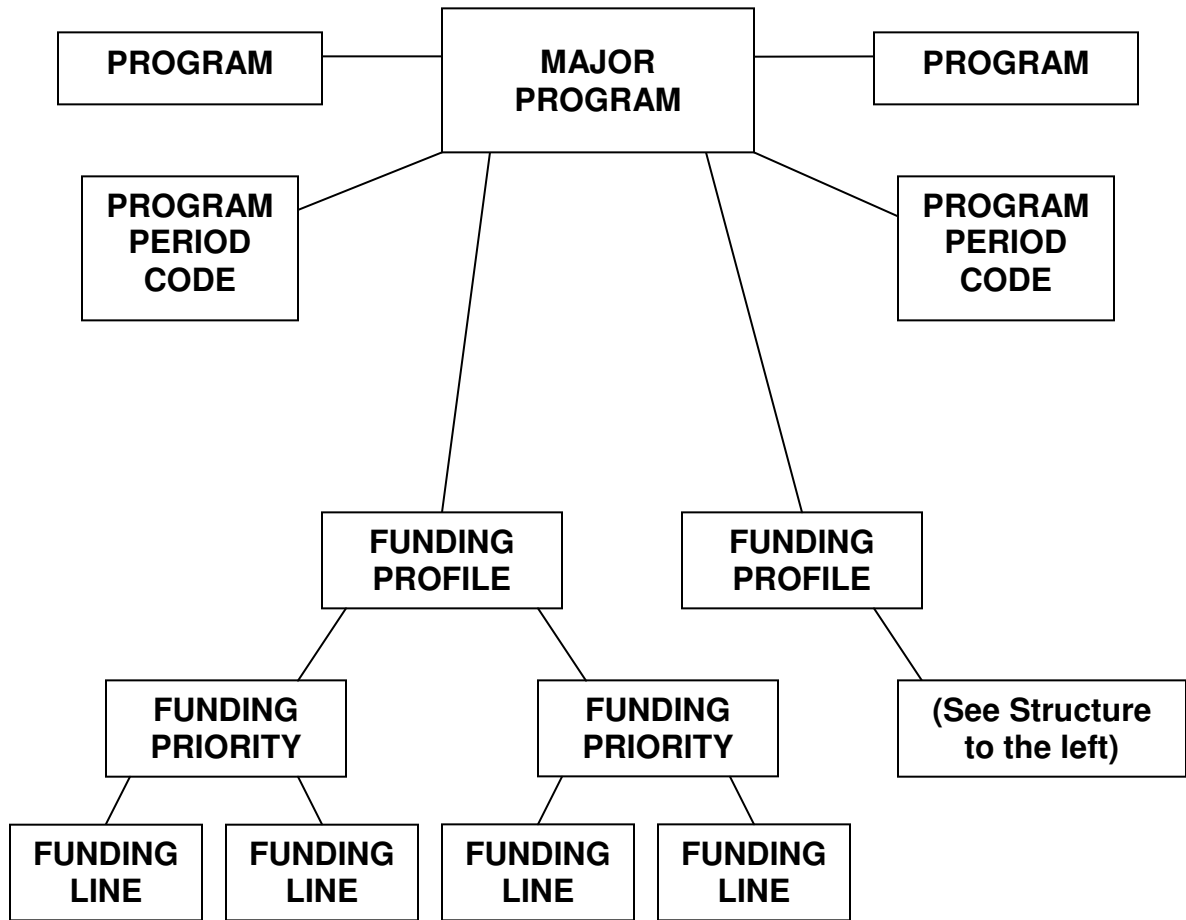 PROGRAM
MAJOR
PROGRAM
PROGRAM
PROGRAM
PERIOD
CODE
PROGRAM
PERIOD
CODE
FUNDING
PROFILE
FUNDING
PROFILE
FUNDING
PRIORITY
FUNDING
PRIORITY
(See Structure
to the left)
FUNDING
LINE
FUNDING
LINE
FUNDING
LINE
FUNDING
LINE